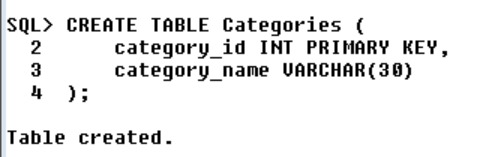 SQL> CREATE TABLE Categories (
  2      category_id INT PRIMARY KEY,
  3      category_name VARCHAR(30)
  4  );
Table created.